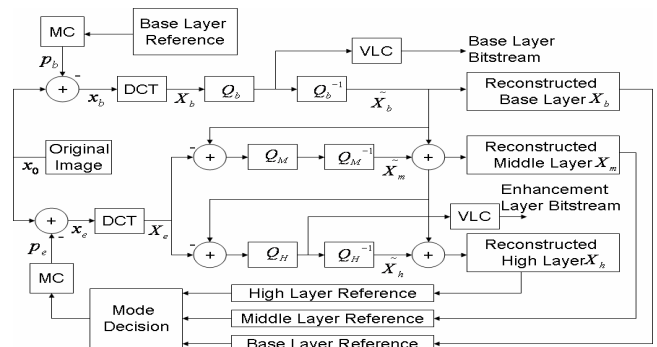 MC
Base Layer
Reference
p_b
-
+
x_b
DCT
X_b
Q_b
Q_b^{-1}
\tilde{X}_b
VLC
Base Layer
Bitstream
Reconstructed
Base Layer X_b
x_0
Original
Image
-
+
Q_M
Q_M^{-1}
\tilde{X}_m
+
Reconstructed
Middle Layer X_m
+
-
x_e
DCT
X_e
p_e
VLC
Enhancement
Layer Bitstream
-
+
Q_H
Q_H^{-1}
\tilde{X}_h
+
Reconstructed
High Layer X_h
MC
Mode
Decision
High Layer Reference
Middle Layer Reference
Base Layer Reference